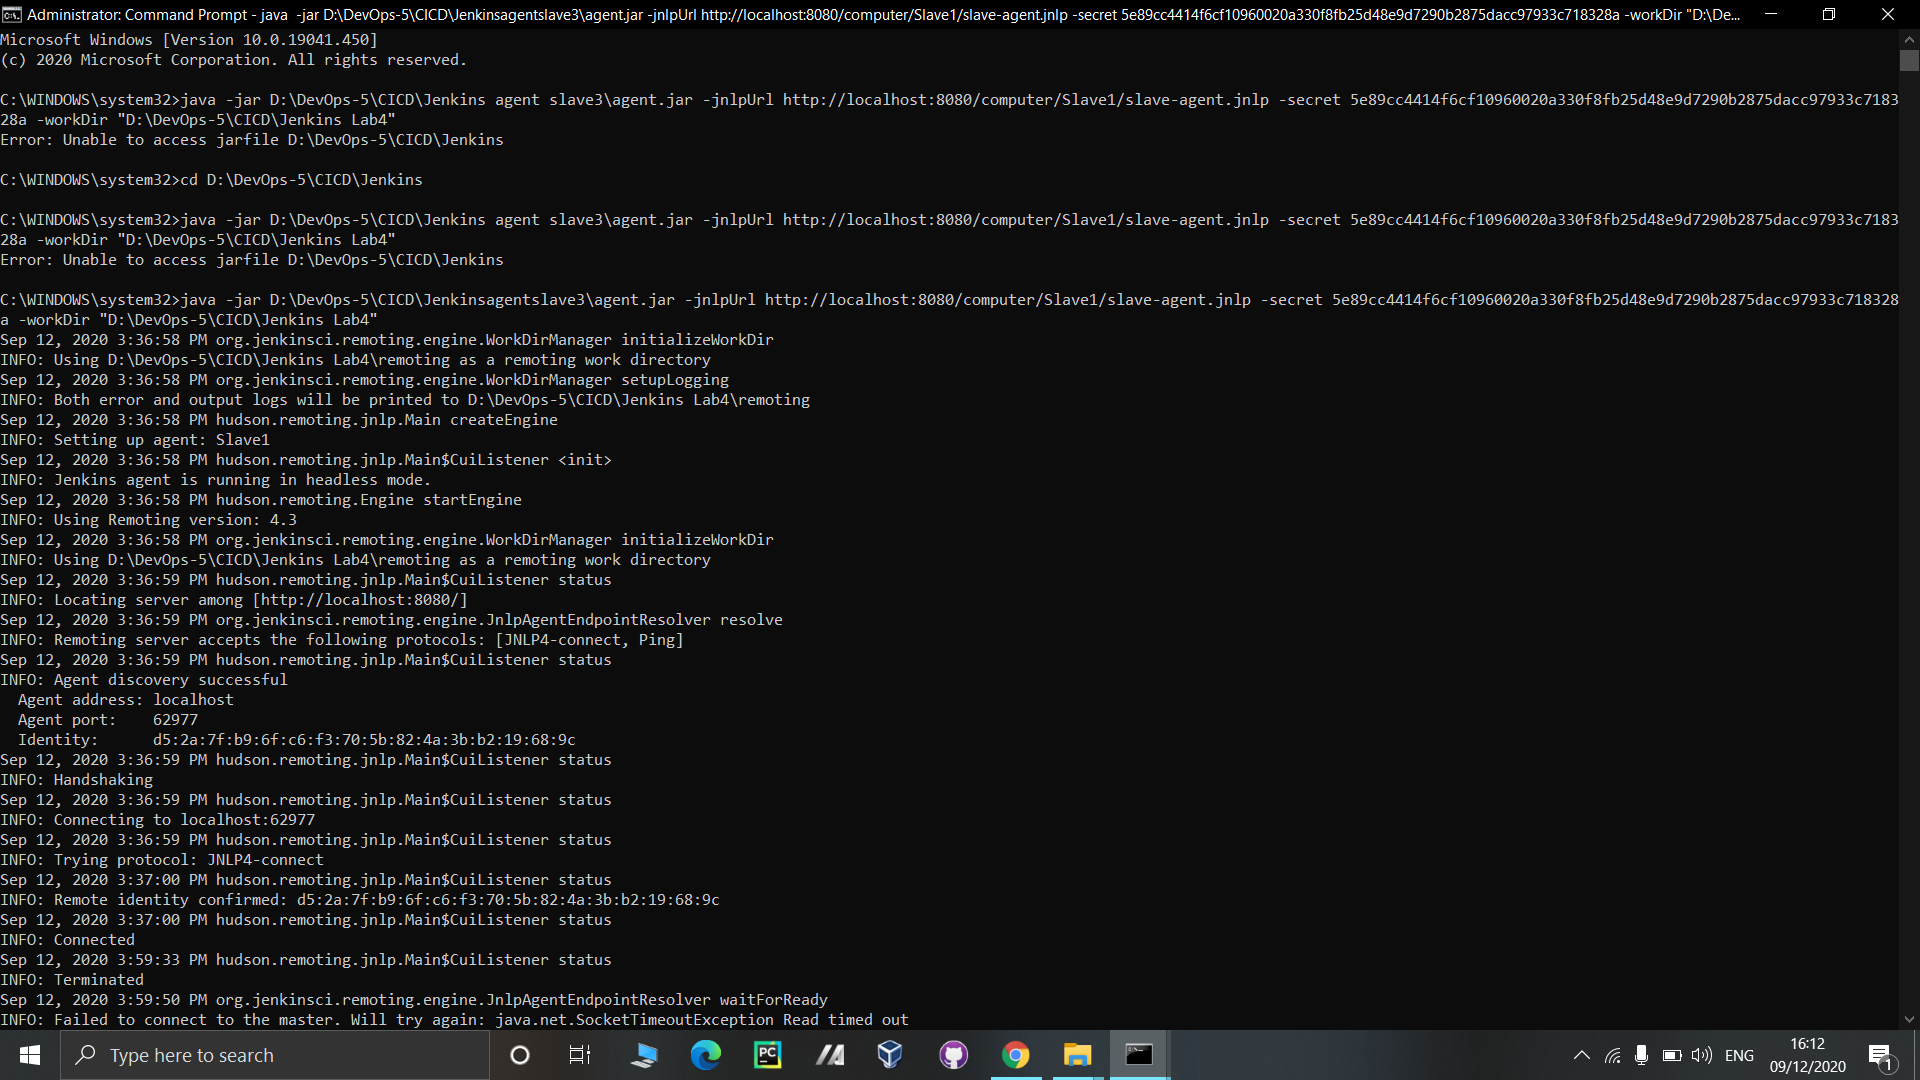 Administrator: Command Prompt - java -jar D:\DevOps-5\CICD\Jenkinsagentslave3\agent.jar -jnlpUrl http://localhost:8080/computer/Slave1/slave-agent.jnlp -secret 5e89cc4414f6cf10960020a330f8fb25d48e9d7290b2875dacc97933c718328a -workDir "D:\De...
Microsoft Windows [Version 10.0.19041.450]
(c) 2020 Microsoft Corporation. All rights reserved.
C:\WINDOWS\system32>java -jar D:\DevOps-5\CICD\Jenkins agent slave3\agent.jar -jnlpUrl http://localhost:8080/computer/Slave1/slave-agent.jnlp -secret 5e89cc4414f6cf10960020a330f8fb25d48e9d7290b2875dacc97933c7183
28a -workDir "D:\DevOps-5\CICD\Jenkins Lab4"
Error: Unable to access jarfile D:\DevOps-5\CICD\Jenkins
C:\WINDOWS\system32>cd D:\DevOps-5\CICD\Jenkins
C:\WINDOWS\system32>java -jar D:\DevOps-5\CICD\Jenkins agent slave3\agent.jar -jnlpUrl http://localhost:8080/computer/Slave1/slave-agent.jnlp -secret 5e89cc4414f6cf10960020a330f8fb25d48e9d7290b2875dacc97933c7183
28a -workDir "D:\DevOps-5\CICD\Jenkins Lab4"
Error: Unable to access jarfile D:\DevOps-5\CICD\Jenkins
C:\WINDOWS\system32>java -jar D:\DevOps-5\CICD\Jenkinsagentslave3\agent.jar -jnlpUrl http://localhost:8080/computer/Slave1/slave-agent.jnlp -secret 5e89cc4414f6cf10960020a330f8fb25d48e9d7290b2875dacc97933c718328
a -workDir "D:\DevOps-5\CICD\Jenkins Lab4"
Sep 12, 2020 3:36:58 PM org.jenkinsci.remoting.engine.WorkDirManager initializeWorkDir
INFO: Using D:\DevOps-5\CICD\Jenkins Lab4\remoting as a remoting work directory
Sep 12, 2020 3:36:58 PM org.jenkinsci.remoting.engine.WorkDirManager setupLogging
INFO: Both error and output logs will be printed to D:\DevOps-5\CICD\Jenkins Lab4\remoting
Sep 12, 2020 3:36:58 PM hudson.remoting.jnlp.Main createEngine
INFO: Setting up agent: Slave1
Sep 12, 2020 3:36:58 PM hudson.remoting.jnlp.Main$CuiListener <init>
INFO: Jenkins agent is running in headless mode.
Sep 12, 2020 3:36:58 PM hudson.remoting.Engine startEngine
INFO: Using Remoting version: 4.3
Sep 12, 2020 3:36:58 PM org.jenkinsci.remoting.engine.WorkDirManager initializeWorkDir
INFO: Using D:\DevOps-5\CICD\Jenkins Lab4\remoting as a remoting work directory
Sep 12, 2020 3:36:59 PM hudson.remoting.jnlp.Main$CuiListener status
INFO: Locating server among [http://localhost:8080/]
Sep 12, 2020 3:36:59 PM org.jenkinsci.remoting.engine.JnlpAgentEndpointResolver resolve
INFO: Remoting server accepts the following protocols: [JNLP4-connect, Ping]
Sep 12, 2020 3:36:59 PM hudson.remoting.jnlp.Main$CuiListener status
INFO: Agent discovery successful
Agent address: localhost
Agent port: 62977
Identity: d5:2a:7f:b9:6f:c6:f3:70:5b:82:4a:3b:b2:19:68:9c
Sep 12, 2020 3:36:59 PM hudson.remoting.jnlp.Main$CuiListener status
INFO: Handshaking
Sep 12, 2020 3:36:59 PM hudson.remoting.jnlp.Main$CuiListener status
INFO: Connecting to localhost:62977
Sep 12, 2020 3:36:59 PM hudson.remoting.jnlp.Main$CuiListener status
INFO: Trying protocol: JNLP4-connect
Sep 12, 2020 3:37:00 PM hudson.remoting.jnlp.Main$CuiListener status
INFO: Remote identity confirmed: d5:2a:7f:b9:6f:c6:f3:70:5b:82:4a:3b:b2:19:68:9c
Sep 12, 2020 3:37:00 PM hudson.remoting.jnlp.Main$CuiListener status
INFO: Connected
Sep 12, 2020 3:59:33 PM hudson.remoting.jnlp.Main$CuiListener status
INFO: Terminated
Sep 12, 2020 3:59:50 PM org.jenkinsci.remoting.engine.JnlpAgentEndpointResolver waitForReady
INFO: Failed to connect to the master. Will try again: java.net.SocketTimeoutException Read timed out
Type here to search
PC
ENG
16:12
09/12/2020
1